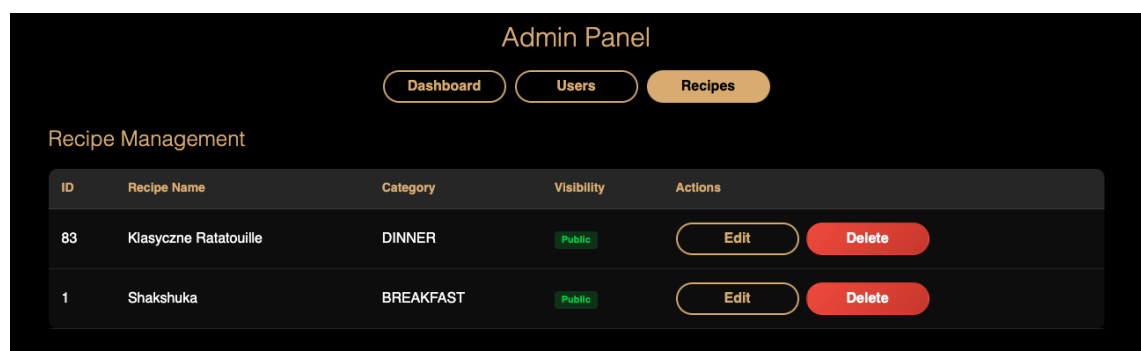 Admin Panel
Dashboard Users Recipes
Recipe Management
ID Recipe Name Category Visibility Actions
83 Klasyczne Ratatouille DINNER Public Edit Delete
1 Shakshuka BREAKFAST Public Edit Delete